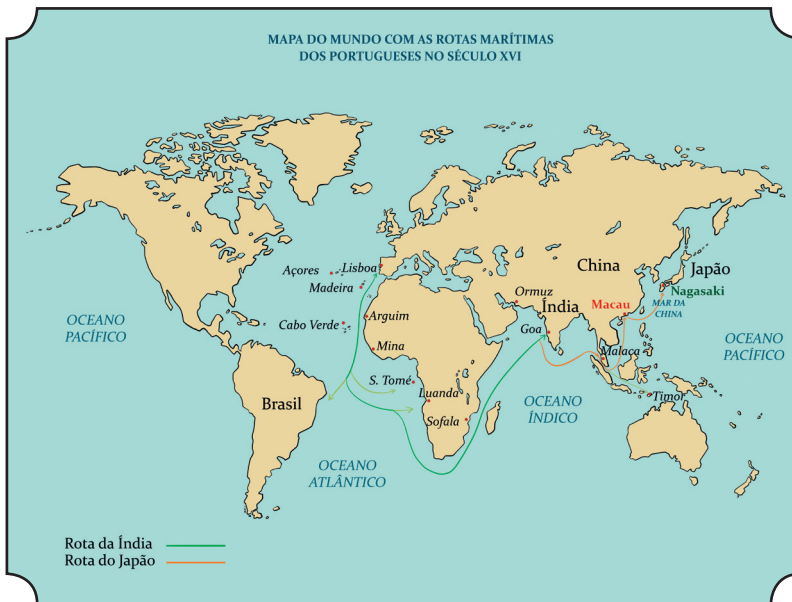 MAPA DO MUNDO COM AS ROTAS MARÍTIMAS
DOS PORTUGUESES NO SÉCULO XVI
Açores
Lisboa
Madeira
China
Japão
Ormuz
Índia
Macau
Nagasaki
MAR DA
CHINA
OCEANO
PACÍFICO
Cabo Verde
Arguim
Goa
Mina
Malaca
OCEANO
PACÍFICO
S. Tomé
Luanda
Brasil
Timor
Sofala
OCEANO
ÍNDICO
OCEANO
ATLÂNTICO
Rota da Índia
Rota do Japão